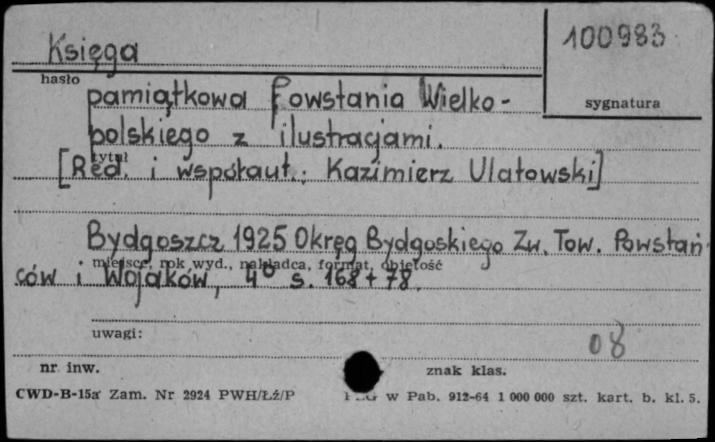 Księga
100983
hasło
pamiątkowa Powstania Wielko-
sygnatura
polskiego z ilustracjami.
tytuł
[Red. i współaut.: Kazimierz Ulatowski]
Bydgoszcz 1925 Okręg Bydgoskiego Zw. Tow. Powstań-
miejsce, rok wyd., nakładca, format, objętość
ców i Wojaków, 4° s. 168 + 78.
uwagi:
08
nr. inw.
znak klas.
CWD-B-15a Zam. Nr 2924 PWH/Łż/P
w Pab. 912-64 1 000 000 szt. kart. b. kl. 5.